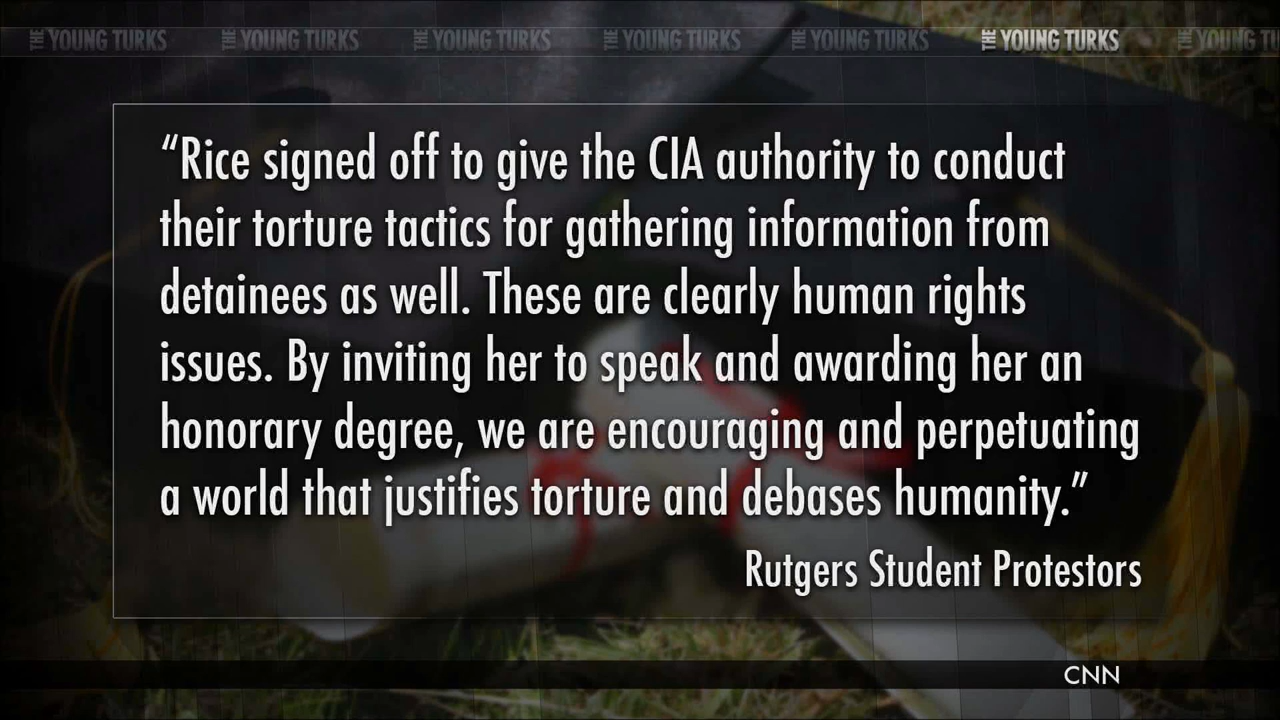 THE YOUNG TURKS THE YOUNG TURKS THE YOUNG TURKS THE YOUNG TURKS THE YOUNG TURKS THE YOUNG TURKS THE YOUNG TU
“Rice signed off to give the CIA authority to conduct
their torture tactics for gathering information from
detainees as well. These are clearly human rights
issues. By inviting her to speak and awarding her an
honorary degree, we are encouraging and perpetuating
a world that justifies torture and debases humanity.”
Rutgers Student Protestors
CNN